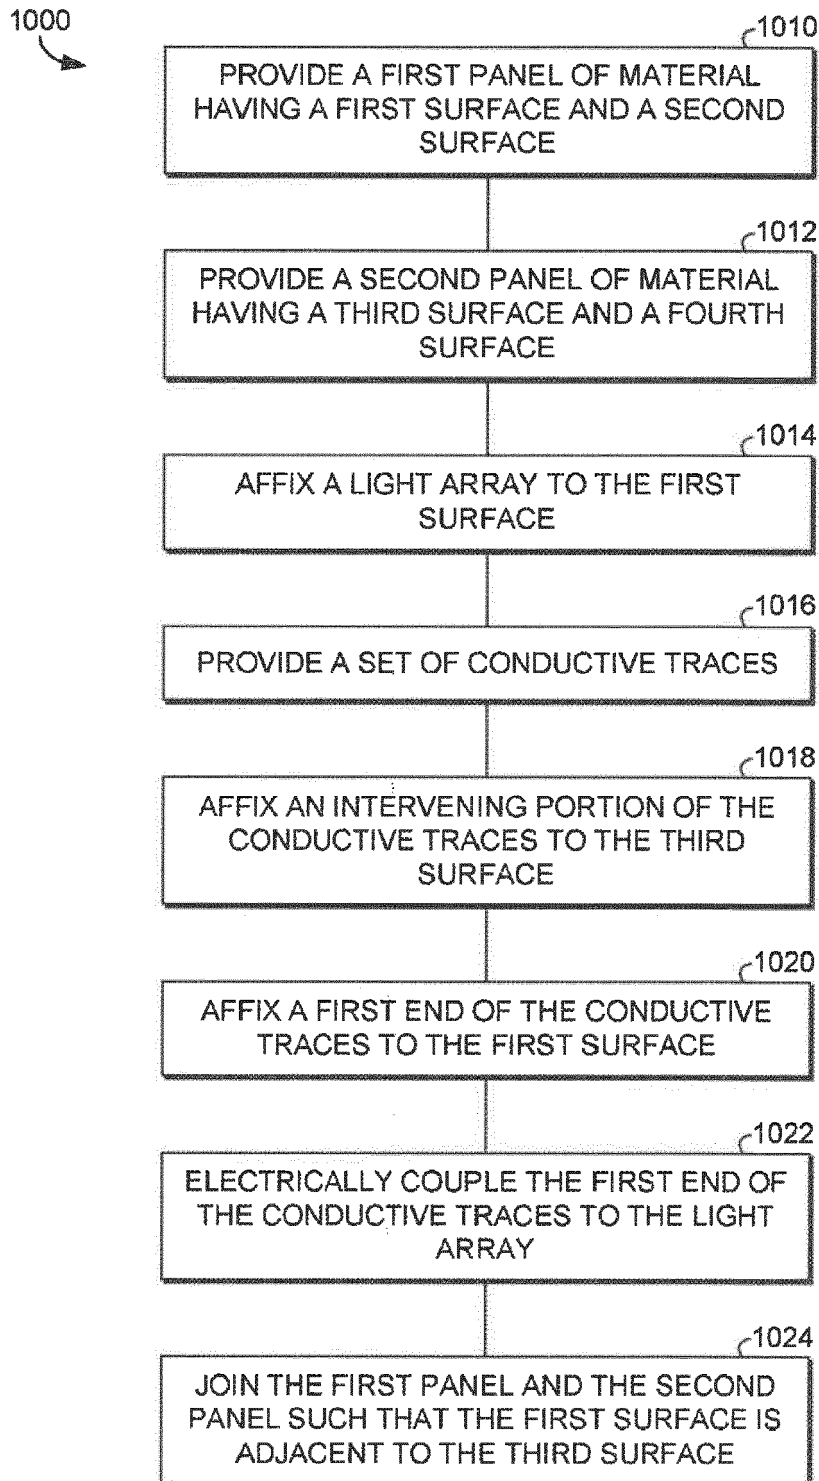 1000
1010
PROVIDE A FIRST PANEL OF MATERIAL
HAVING A FIRST SURFACE AND A SECOND
SURFACE
1012
PROVIDE A SECOND PANEL OF MATERIAL
HAVING A THIRD SURFACE AND A FOURTH
SURFACE
1014
AFFIX A LIGHT ARRAY TO THE FIRST
SURFACE
1016
PROVIDE A SET OF CONDUCTIVE TRACES
1018
AFFIX AN INTERVENING PORTION OF THE
CONDUCTIVE TRACES TO THE THIRD
SURFACE
1020
AFFIX A FIRST END OF THE CONDUCTIVE
TRACES TO THE FIRST SURFACE
1022
ELECTRICALLY COUPLE THE FIRST END OF
THE CONDUCTIVE TRACES TO THE LIGHT
ARRAY
1024
JOIN THE FIRST PANEL AND THE SECOND
PANEL SUCH THAT THE FIRST SURFACE IS
ADJACENT TO THE THIRD SURFACE